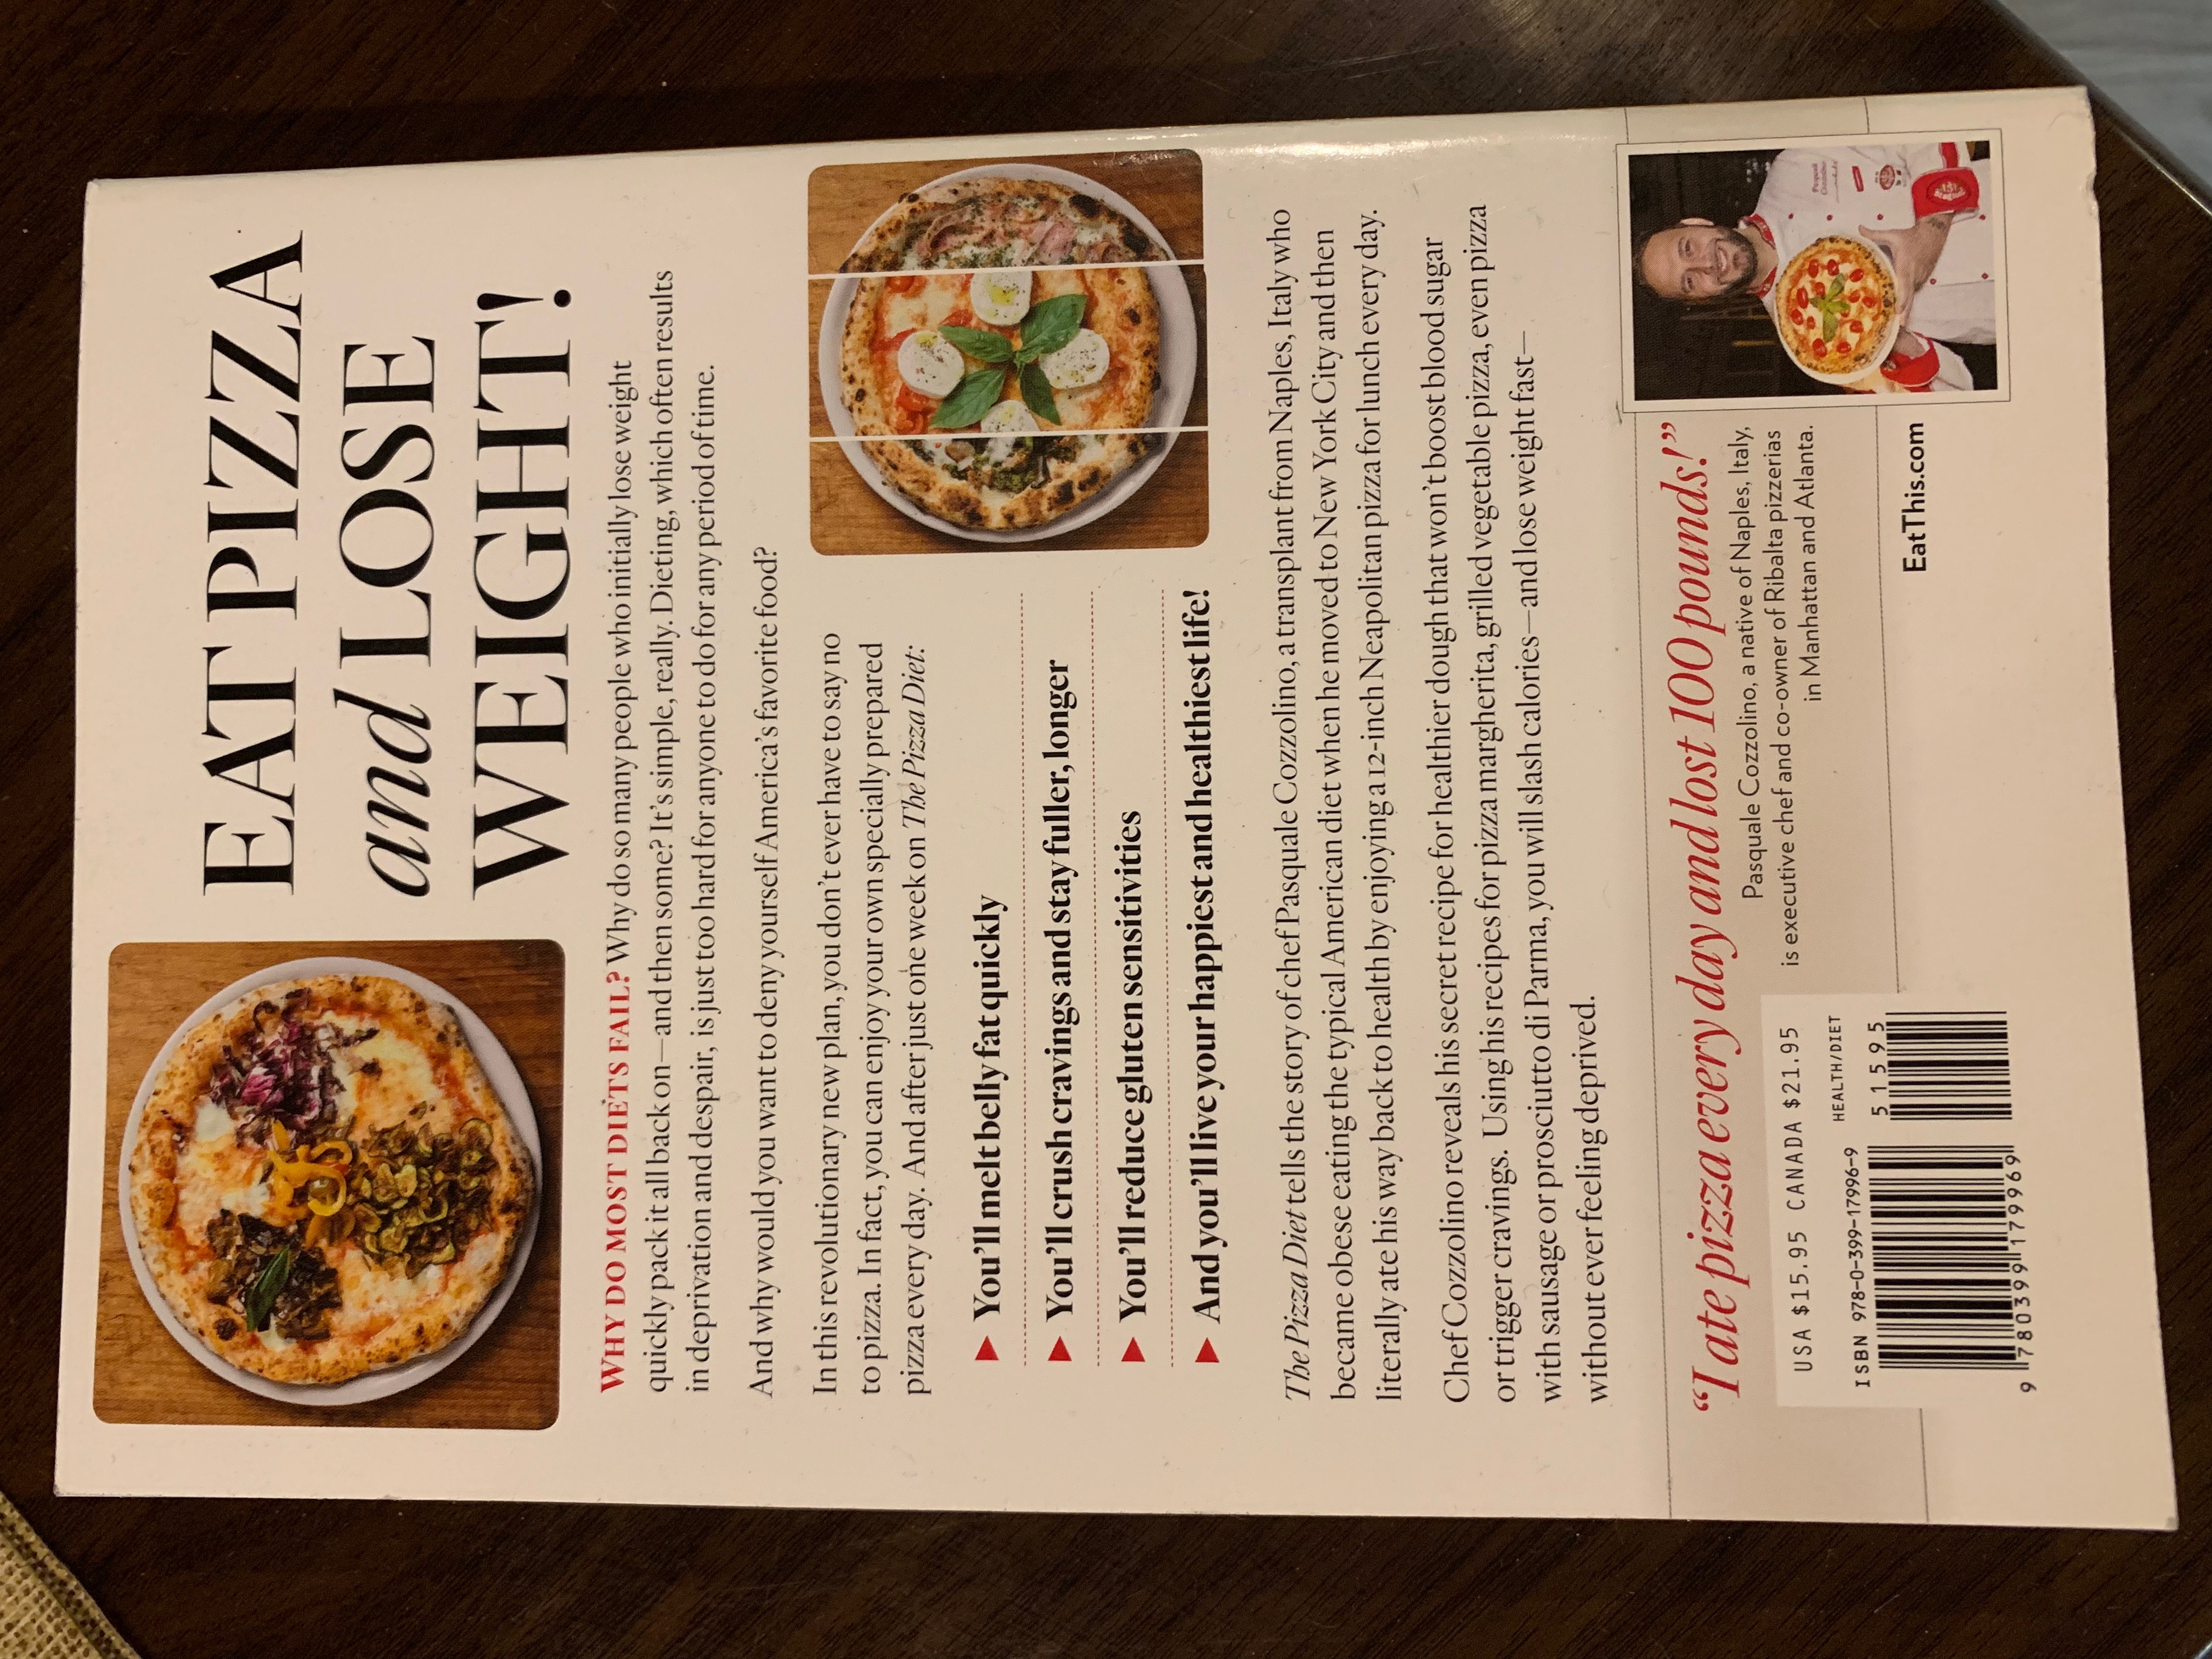 EAT PIZZA
and LOSE
WEIGHT!
WHY DO MOST DIETS FAIL? Why do so many people who initially lose weight
quickly pack it all back on—and then some? It's simple, really. Dieting, which often results
in deprivation and despair, is just too hard for anyone to do for any period of time.
And why would you want to deny yourself America's favorite food?
In this revolutionary new plan, you don't ever have to say no
to pizza. In fact, you can enjoy your own specially prepared
pizza every day. And after just one week on The Pizza Diet:
► You'll melt belly fat quickly
► You'll crush cravings and stay fuller, longer
► You'll reduce gluten sensitivities
► And you'll live your happiest and healthiest life!
The Pizza Diet tells the story of chef Pasquale Cozzolino, a transplant from Naples, Italy who
became obese eating the typical American diet when he moved to New York City and then
literally ate his way back to health by enjoying a 12-inch Neapolitan pizza for lunch every day.
Chef Cozzolino reveals his secret recipe for healthier dough that won't boost blood sugar
or trigger cravings. Using his recipes for pizza margherita, grilled vegetable pizza, even pizza
with sausage or prosciutto di Parma, you will slash calories—and lose weight fast—
without ever feeling deprived.
“I ate pizza every day and lost 100 pounds!”
Pasquale Cozzolino, a native of Naples, Italy,
is executive chef and co-owner of Ribalta pizzerias
in Manhattan and Atlanta.
USA $15.95 CANADA $21.95
HEALTH/DIET
ISBN 978-0-399-17996-9
51595
9 780399 179969
EatThis.com
Pasquale
Cozzolino